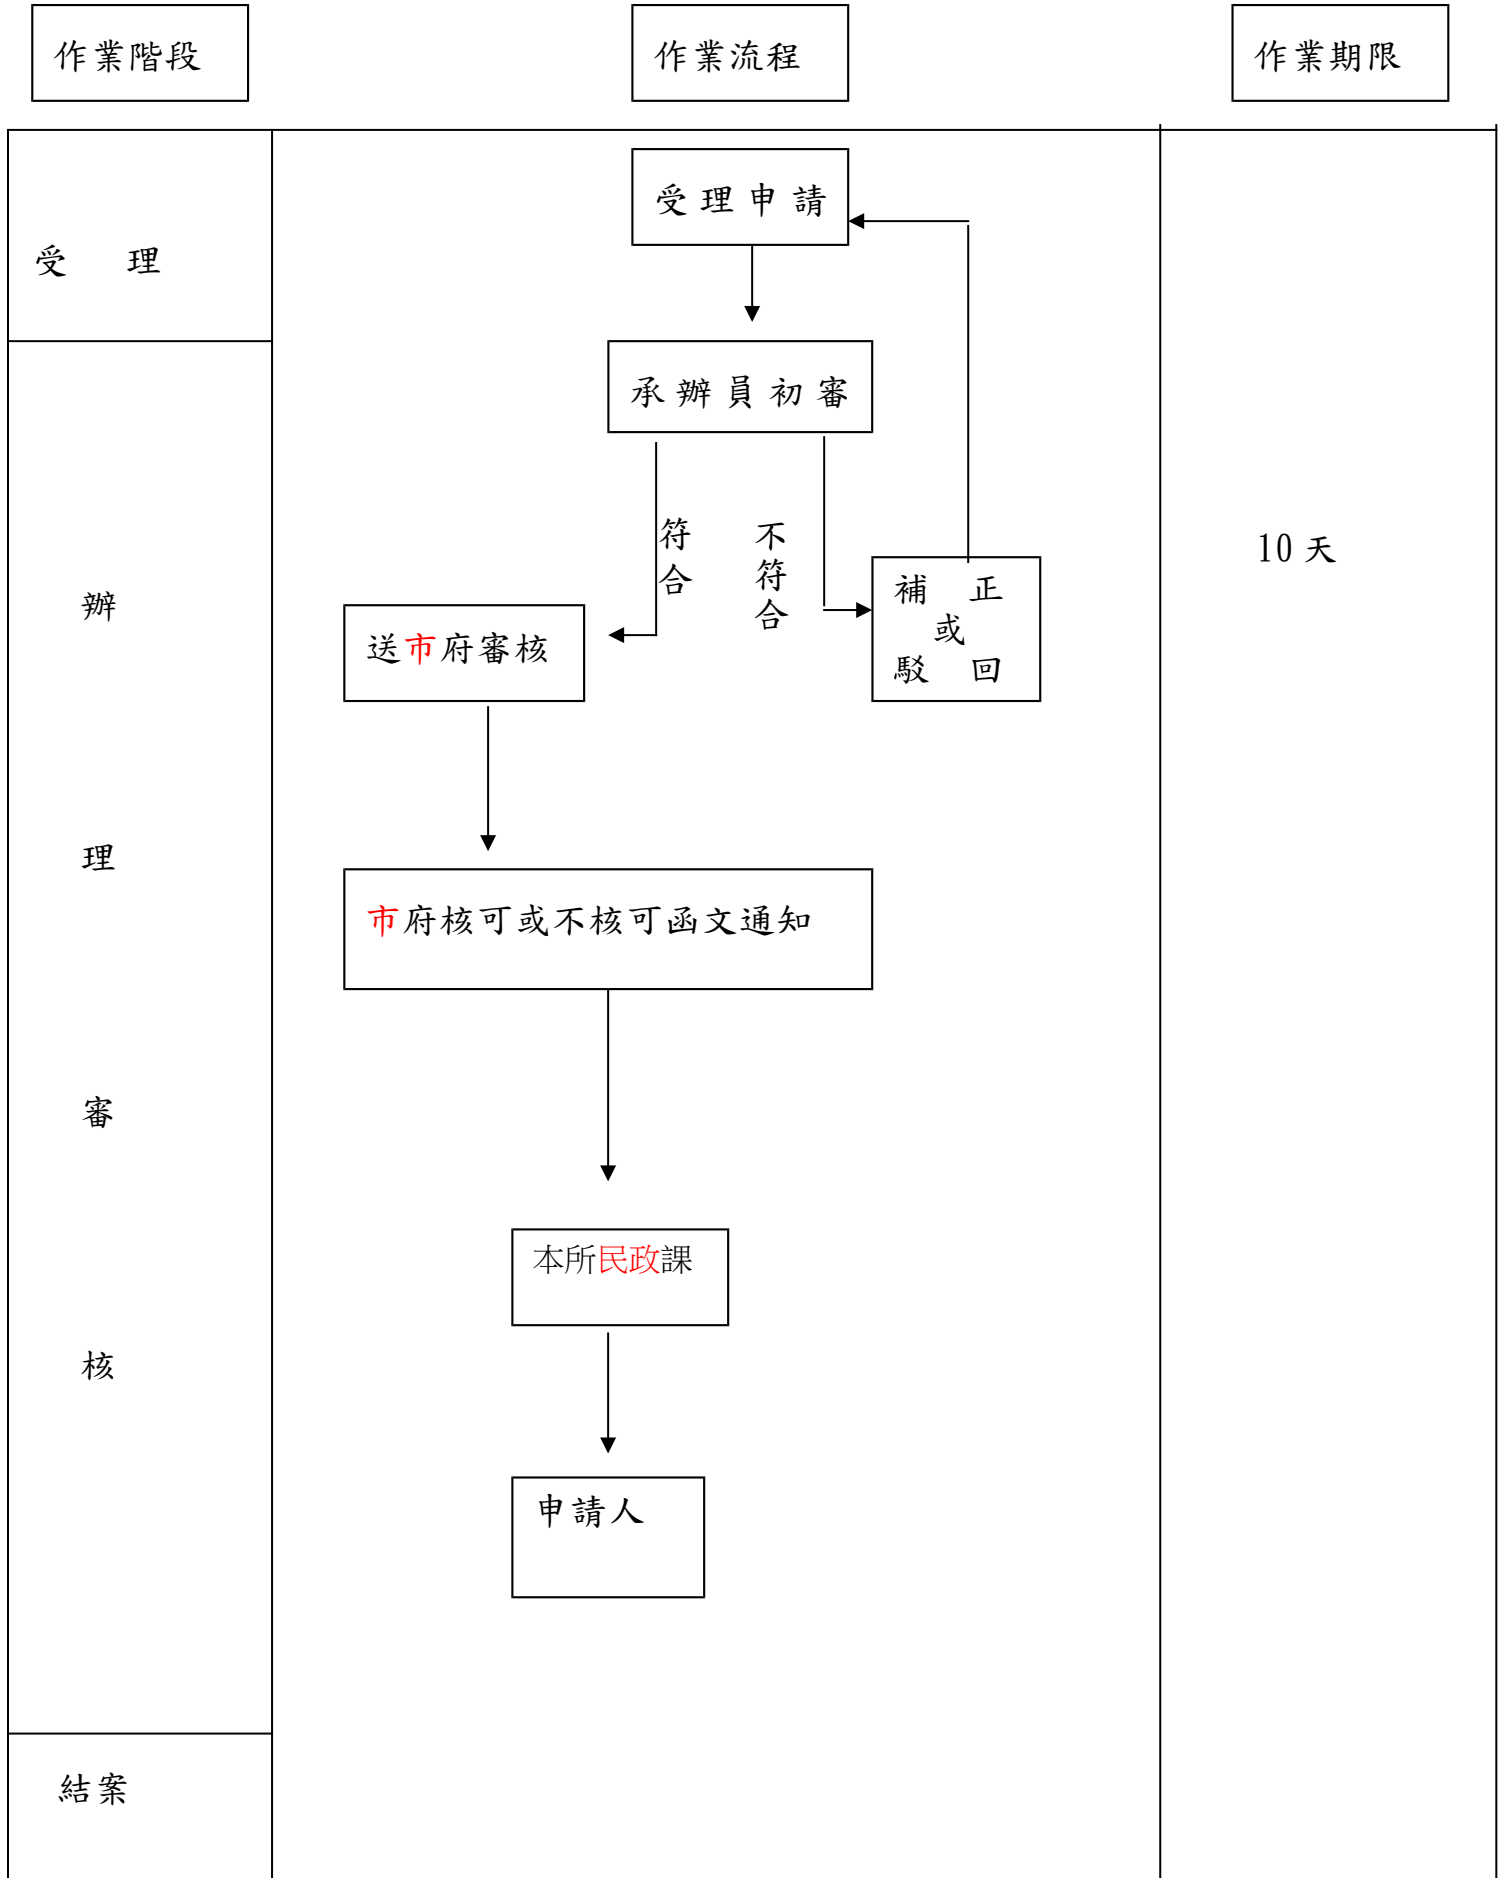 作業階段
作業流程
作業期限
受理申請
受 理
承辦員初審
符合
不符合
10 天
補 正
或
駁 回
送市府審核
辦
理
審
核
市府核可或不核可函文通知
本所民政課
申請人
結案